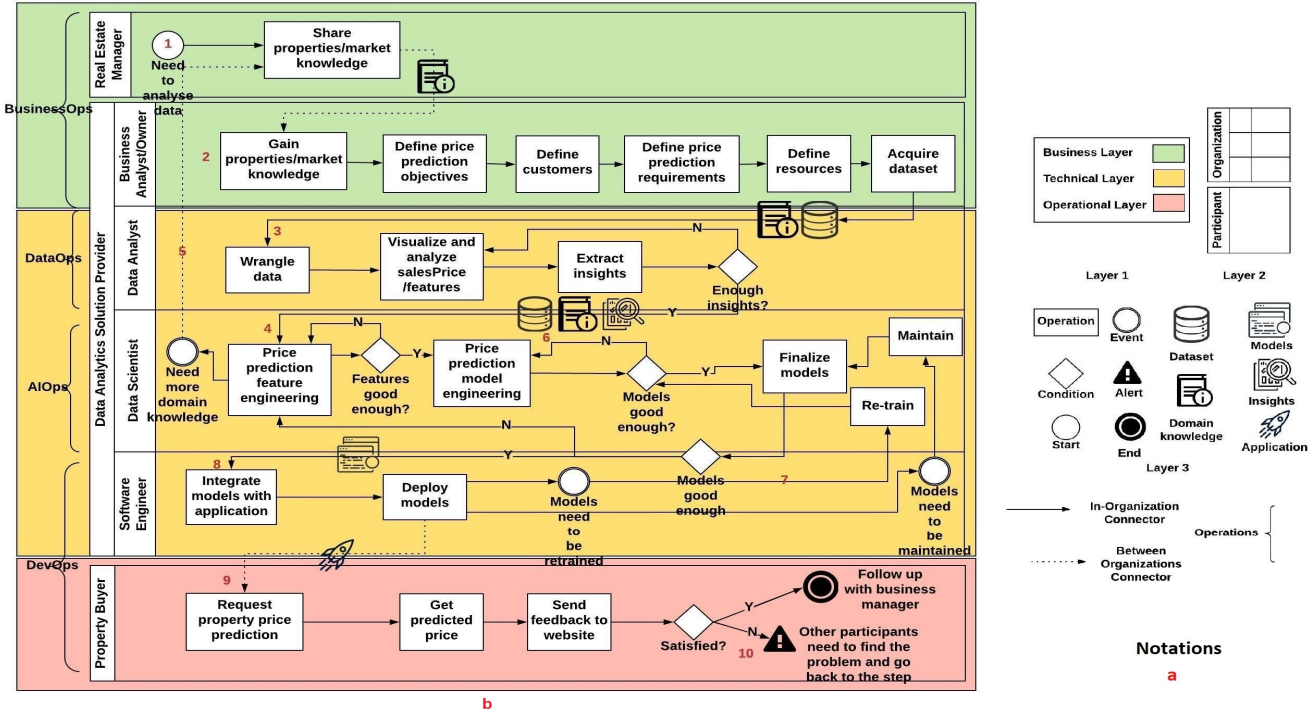 BusinessOps
DataOps
AIOps
DevOps
Real Estate
Manager
1
Need
to
analyse
data
Share
properties/market
knowledge
Data Analytics Solution Provider
Business
Analyst/Owner
2
Gain
properties/market
knowledge
Define price
prediction
objectives
Define
customers
Define price
prediction
requirements
Define
resources
Acquire
dataset
Data Analyst
5
3
Wrangle
data
Visualize and
analyze
salesPrice
/features
Extract
insights
N
Enough
insights?
Y
Data Scientist
Need
more
domain
knowledge
4
Price
prediction
feature
engineering
N
Features
good
enough?
Y
6
Price
prediction
model
engineering
N
Models
good
enough?
Y
Finalize
models
Maintain
Re-train
N
Y
Software
Engineer
8
Integrate
models with
application
Deploy
models
Models
need
to
be
retrained
Models
good
enough
7
Models
need
to
be
maintained
Property Buyer
9
Request
property price
prediction
Get
predicted
price
Send
feedback to
website
Satisfied?
Y
N
10
Follow up
with business
manager
Other participants
need to find the
problem and go
back to the step
b
Business Layer
Technical Layer
Operational Layer
Organization
Participant
Layer 1
Layer 2
Operation
Event
Dataset
Models
Condition
Alert
Domain
knowledge
Insights
Start
End
Application
Layer 3
In-Organization
Connector
Between
Organizations
Connector
Operations
Notations
a